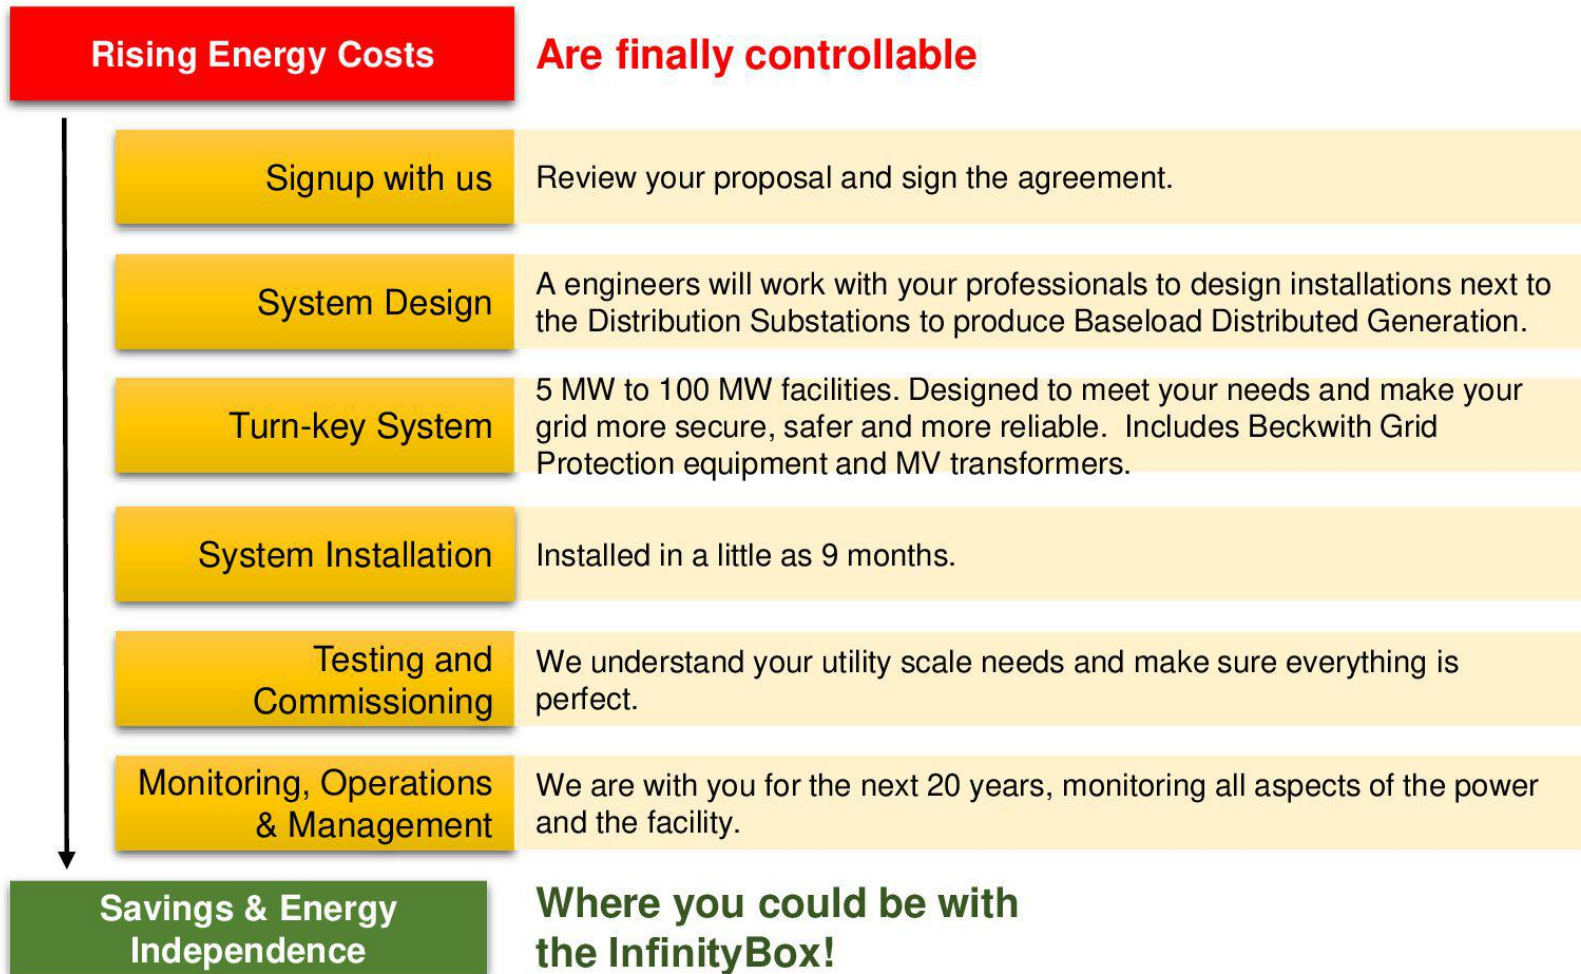 Rising Energy Costs
Are finally controllable
Signup with us
Review your proposal and sign the agreement.
System Design
A engineers will work with your professionals to design installations next to
the Distribution Substations to produce Baseload Distributed Generation.
Turn-key System
5 MW to 100 MW facilities. Designed to meet your needs and make your
grid more secure, safer and more reliable.  Includes Beckwith Grid
Protection equipment and MV transformers.
System Installation
Installed in a little as 9 months.
Testing and
Commissioning
We understand your utility scale needs and make sure everything is
perfect.
Monitoring, Operations
& Management
We are with you for the next 20 years, monitoring all aspects of the power
and the facility.
Savings & Energy
Independence
Where you could be with
the InfinityBox!